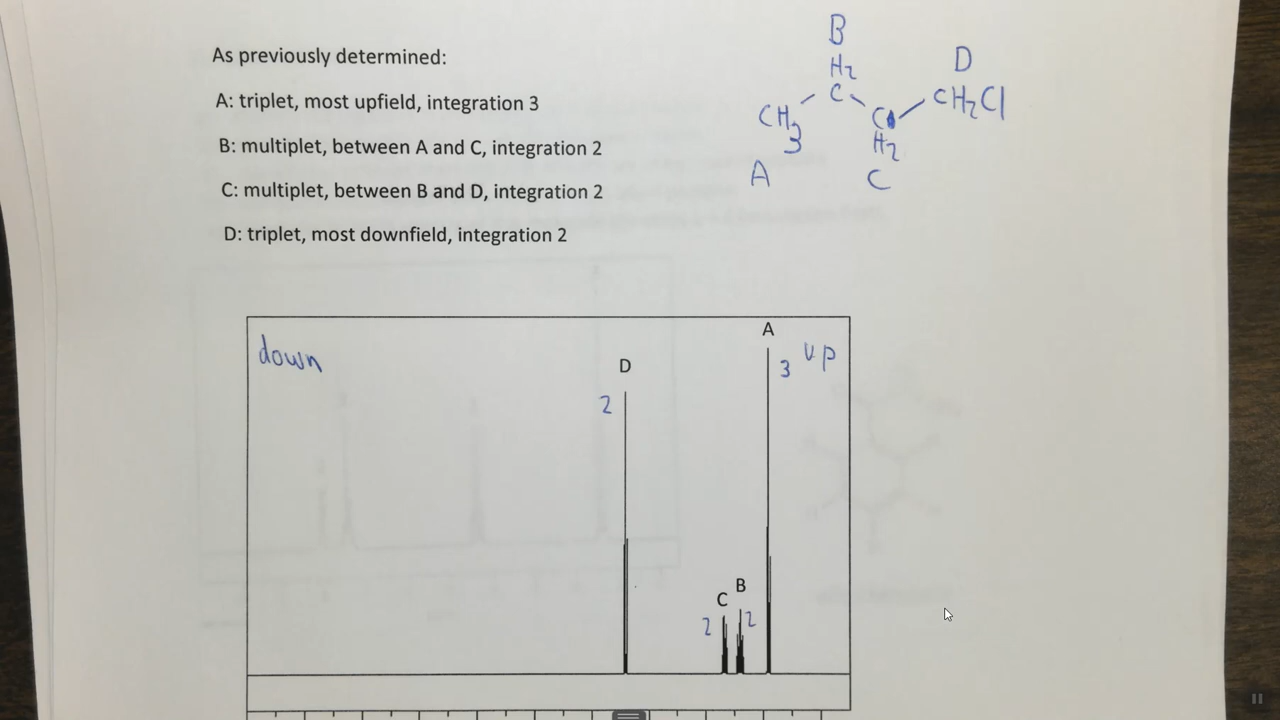 As previously determined:
A: triplet, most upfield, integration 3
B: multiplet, between A and C, integration 2
C: multiplet, between B and D, integration 2
D: triplet, most downfield, integration 2
B
H2
C
D
CH2Cl
CH3
C
H2
A
C
down
D
2
A
3
up
C
2
B
2